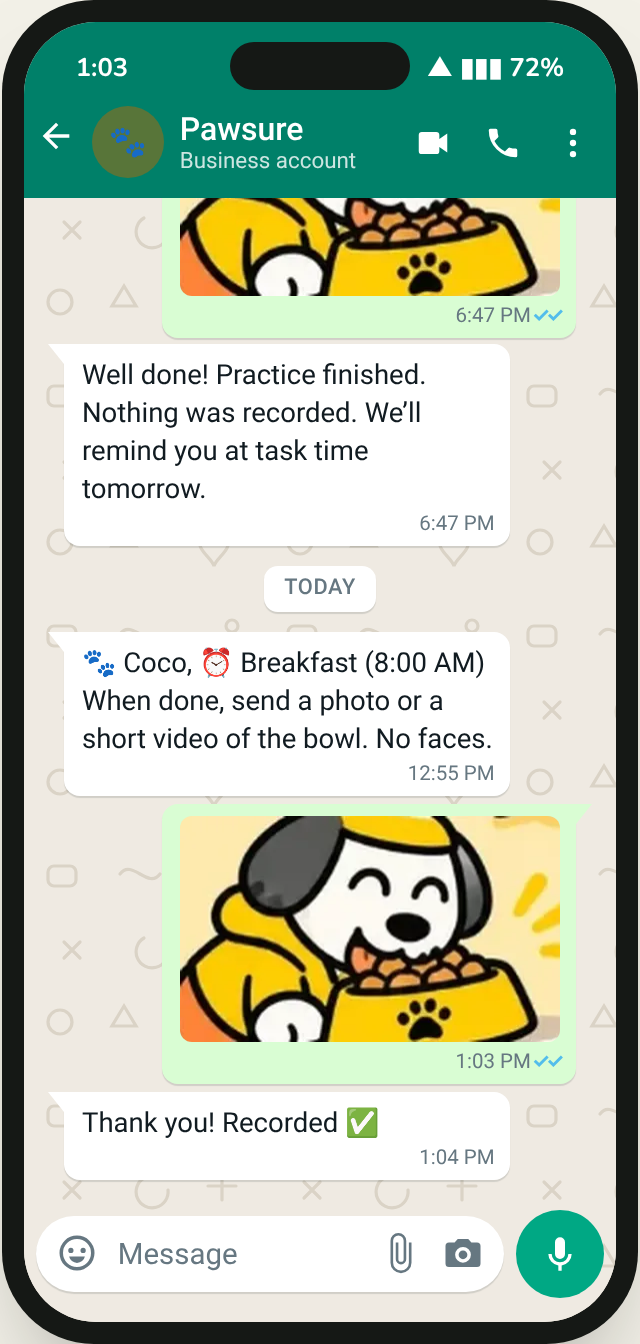 1:03
72%
Pawsure
Business account
6:47 PM
Well done! Practice finished.
Nothing was recorded. We’ll
remind you at task time
tomorrow.
6:47 PM
TODAY
🐾 Coco, ⏰ Breakfast (8:00 AM)
When done, send a photo or a
short video of the bowl. No faces.
12:55 PM
1:03 PM
Thank you! Recorded ✅
1:04 PM
Message